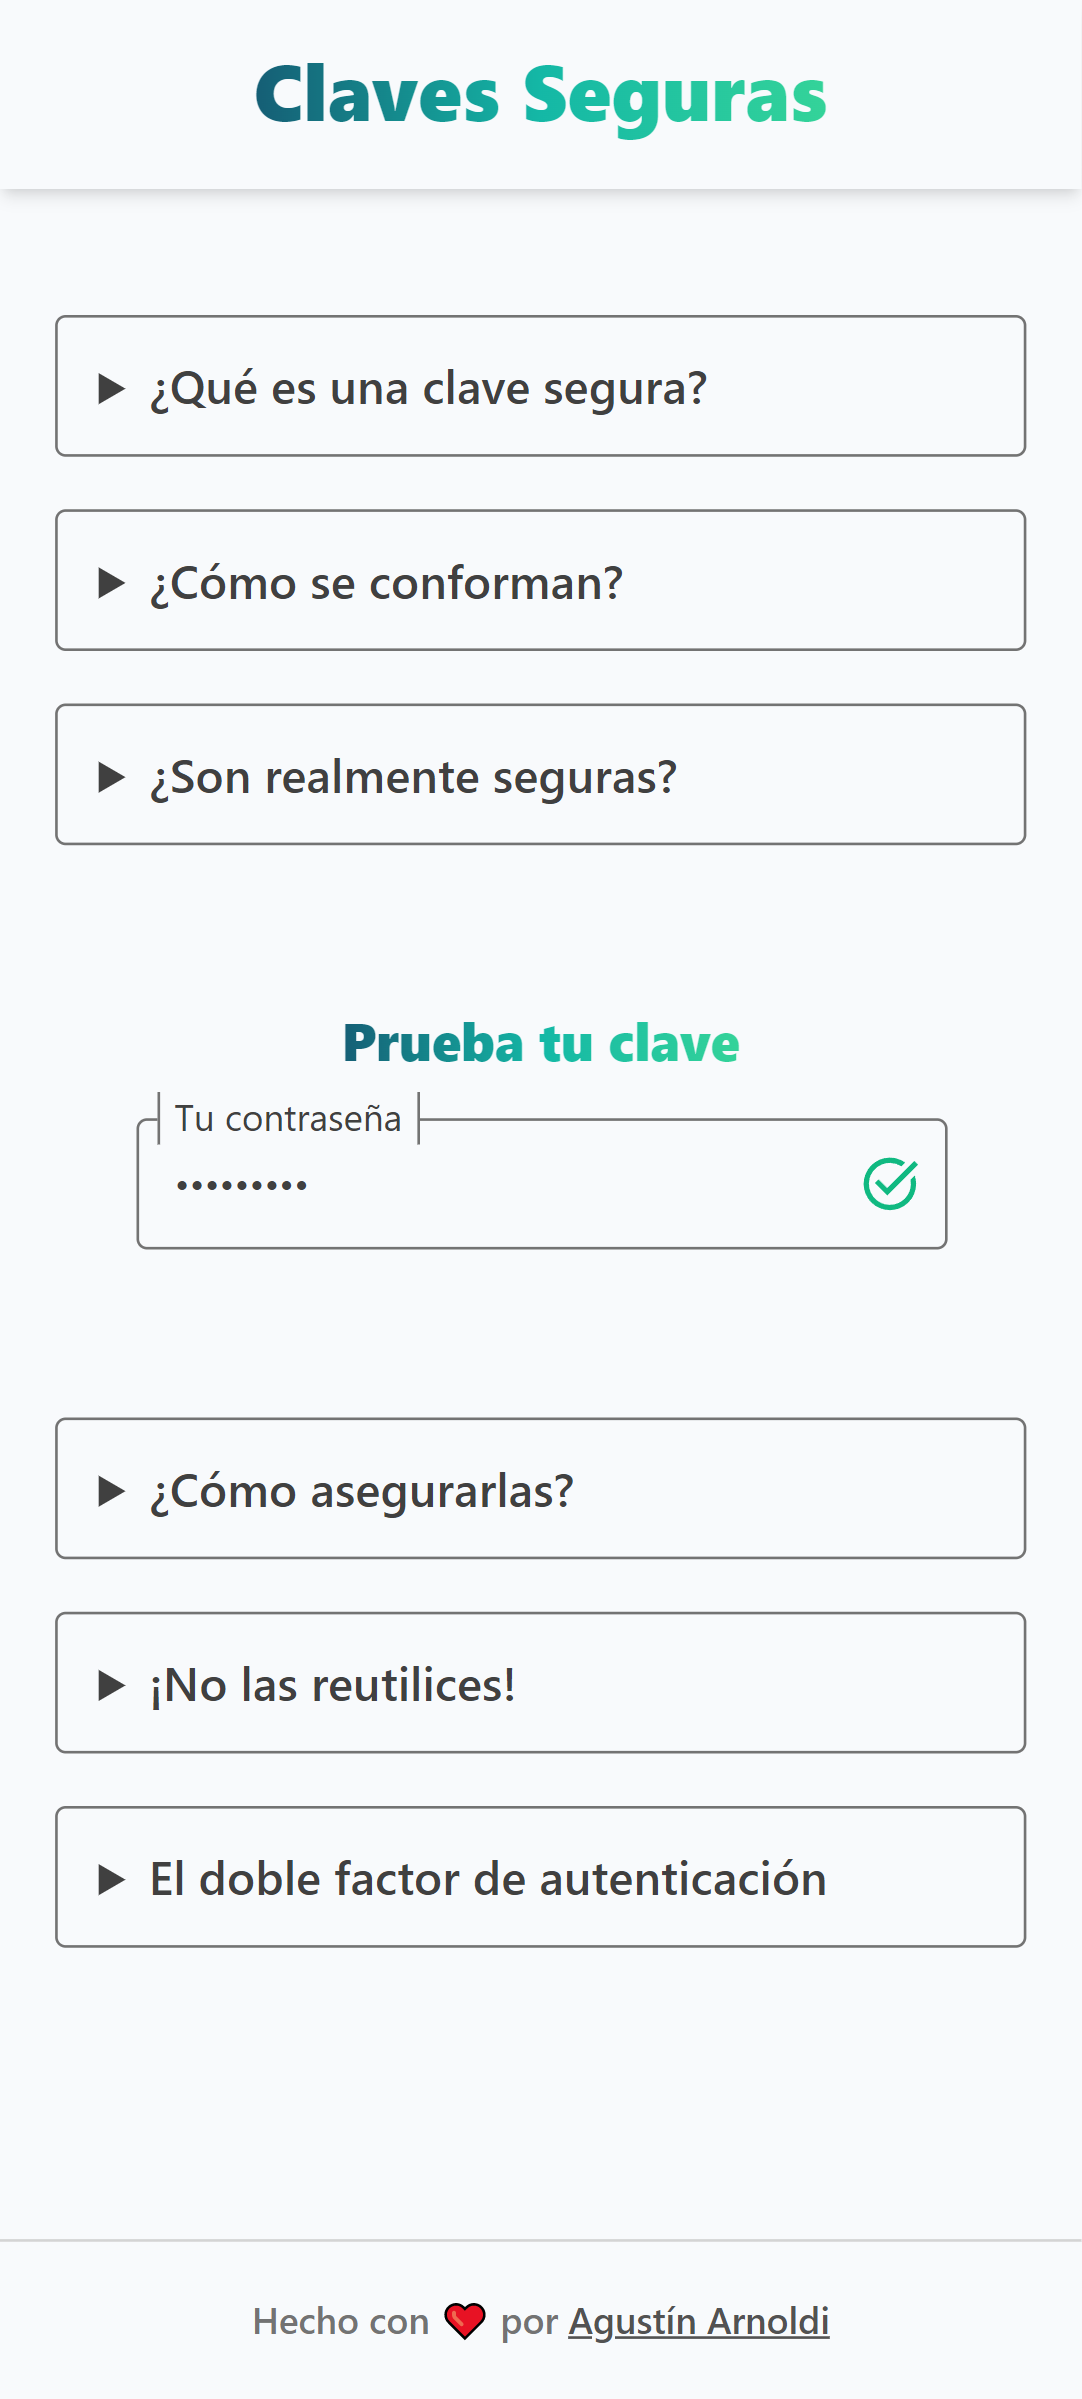 Claves Seguras
¿Qué es una clave segura?
¿Cómo se conforman?
¿Son realmente seguras?
Prueba tu clave
Tu contraseña
•••••••••
¿Cómo asegurarlas?
¡No las reutilices!
El doble factor de autenticación
Hecho con ❤️ por Agustín Arnoldi